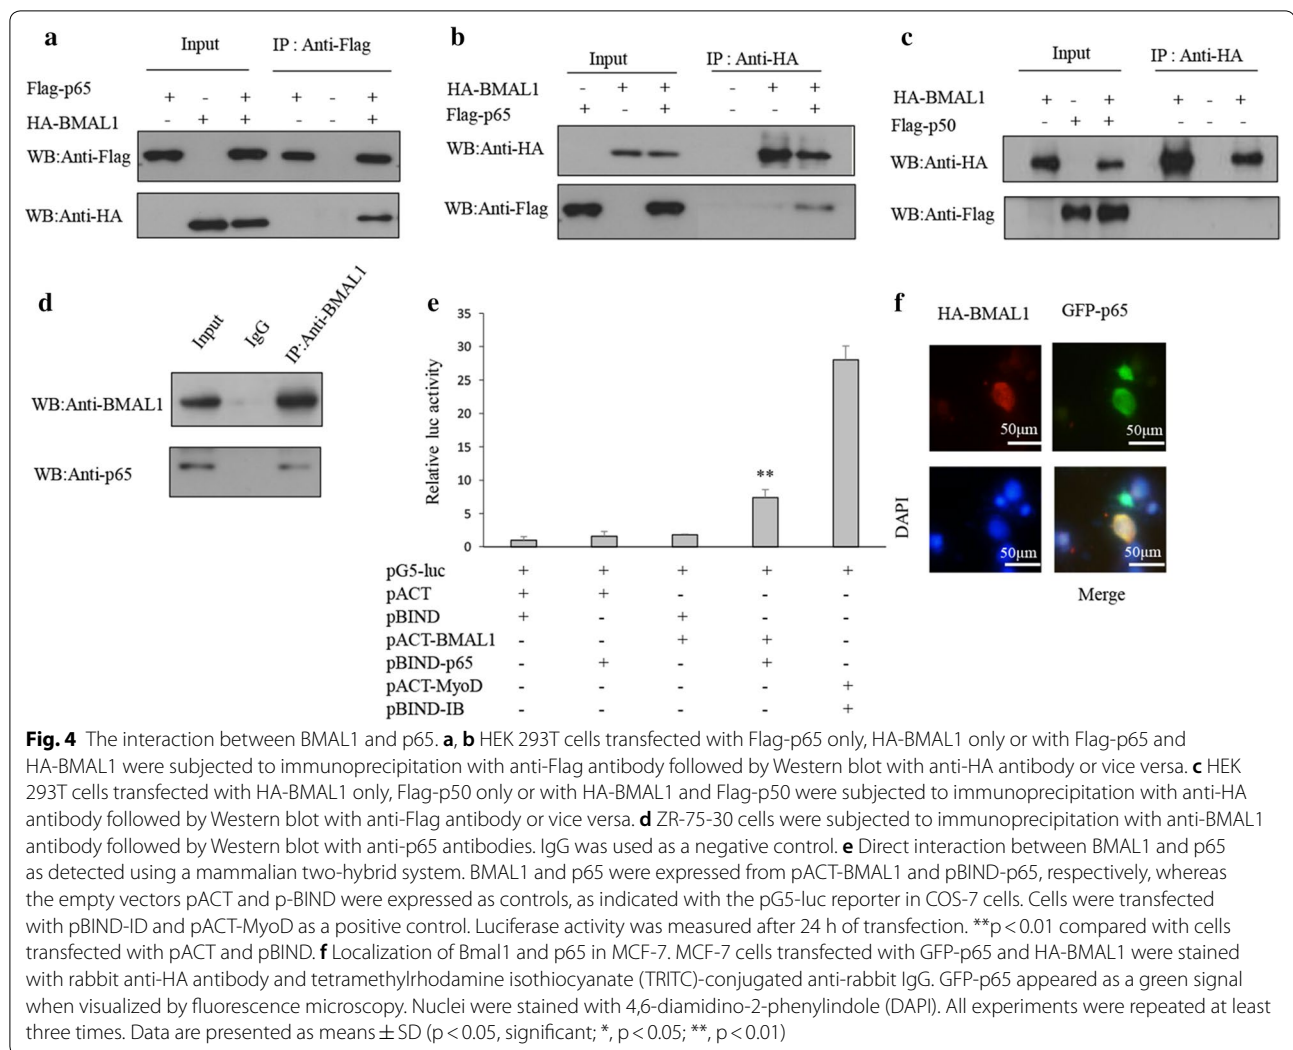 a
Input
IP : Anti-Flag
Flag-p65
+ - + + - +
HA-BMAL1
- + + - - +
WB:Anti-Flag
WB:Anti-HA
b
Input
IP : Anti-HA
HA-BMAL1
- + + - + +
Flag-p65
+ - + - - +
WB:Anti-HA
WB:Anti-Flag
c
Input
IP : Anti-HA
HA-BMAL1
+ - + + - +
Flag-p50
- + + - - -
WB:Anti-HA
WB:Anti-Flag
d
Input
IgG
IP:Anti-BMAL1
WB:Anti-BMAL1
WB:Anti-p65
e
Relative luc activity
35
30
25
20
15
10
5
0
**
pG5-luc + + + + +
pACT + + - - -
pBIND + - + - -
pACT-BMAL1 - - + + -
pBIND-p65 - + - + -
pACT-MyoD - - - - +
pBIND-IB - - - - +
f
HA-BMAL1
GFP-p65
50μm
50μm
DAPI
50μm
50μm
Merge
Fig. 4 The interaction between BMAL1 and p65. a, b HEK 293T cells transfected with Flag-p65 only, HA-BMAL1 only or with Flag-p65 and
HA-BMAL1 were subjected to immunoprecipitation with anti-Flag antibody followed by Western blot with anti-HA antibody or vice versa. c HEK
293T cells transfected with HA-BMAL1 only, Flag-p50 only or with HA-BMAL1 and Flag-p50 were subjected to immunoprecipitation with anti-HA
antibody followed by Western blot with anti-Flag antibody or vice versa. d ZR-75-30 cells were subjected to immunoprecipitation with anti-BMAL1
antibody followed by Western blot with anti-p65 antibodies. IgG was used as a negative control. e Direct interaction between BMAL1 and p65
as detected using a mammalian two-hybrid system. BMAL1 and p65 were expressed from pACT-BMAL1 and pBIND-p65, respectively, whereas
the empty vectors pACT and p-BIND were expressed as controls, as indicated with the pG5-luc reporter in COS-7 cells. Cells were transfected
with pBIND-ID and pACT-MyoD as a positive control. Luciferase activity was measured after 24 h of transfection. **p < 0.01 compared with cells
transfected with pACT and pBIND. f Localization of Bmal1 and p65 in MCF-7. MCF-7 cells transfected with GFP-p65 and HA-BMAL1 were stained
with rabbit anti-HA antibody and tetramethylrhodamine isothiocyanate (TRITC)-conjugated anti-rabbit IgG. GFP-p65 appeared as a green signal
when visualized by fluorescence microscopy. Nuclei were stained with 4,6-diamidino-2-phenylindole (DAPI). All experiments were repeated at least
three times. Data are presented as means ± SD (p < 0.05, significant; *, p < 0.05; **, p < 0.01)